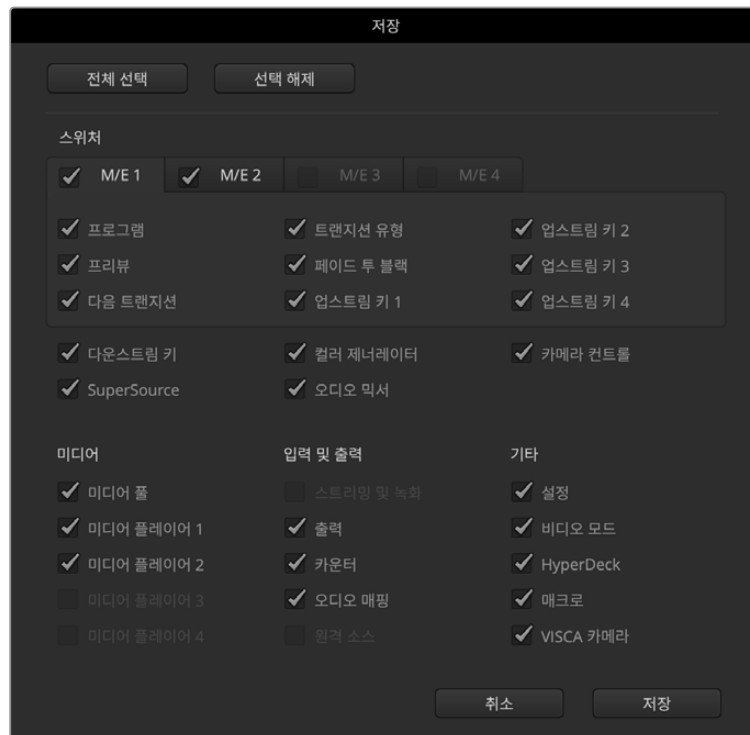 저장
전체 선택 선택 해제
스위처
M/E 1 M/E 2 M/E 3 M/E 4
프로그램 트랜지션 유형 업스트림 키 2
프리뷰 페이드 투 블랙 업스트림 키 3
다음 트랜지션 업스트림 키 1 업스트림 키 4
다운스트림 키 컬러 제너레이터 카메라 컨트롤
SuperSource 오디오 믹서
미디어 입력 및 출력 기타
미디어 풀 스트리밍 및 녹화 설정
미디어 플레이어 1 출력 비디오 모드
미디어 플레이어 2 카운터 HyperDeck
미디어 플레이어 3 오디오 매핑 매크로
미디어 플레이어 4 원격 소스 VISCA 카메라
취소 저장